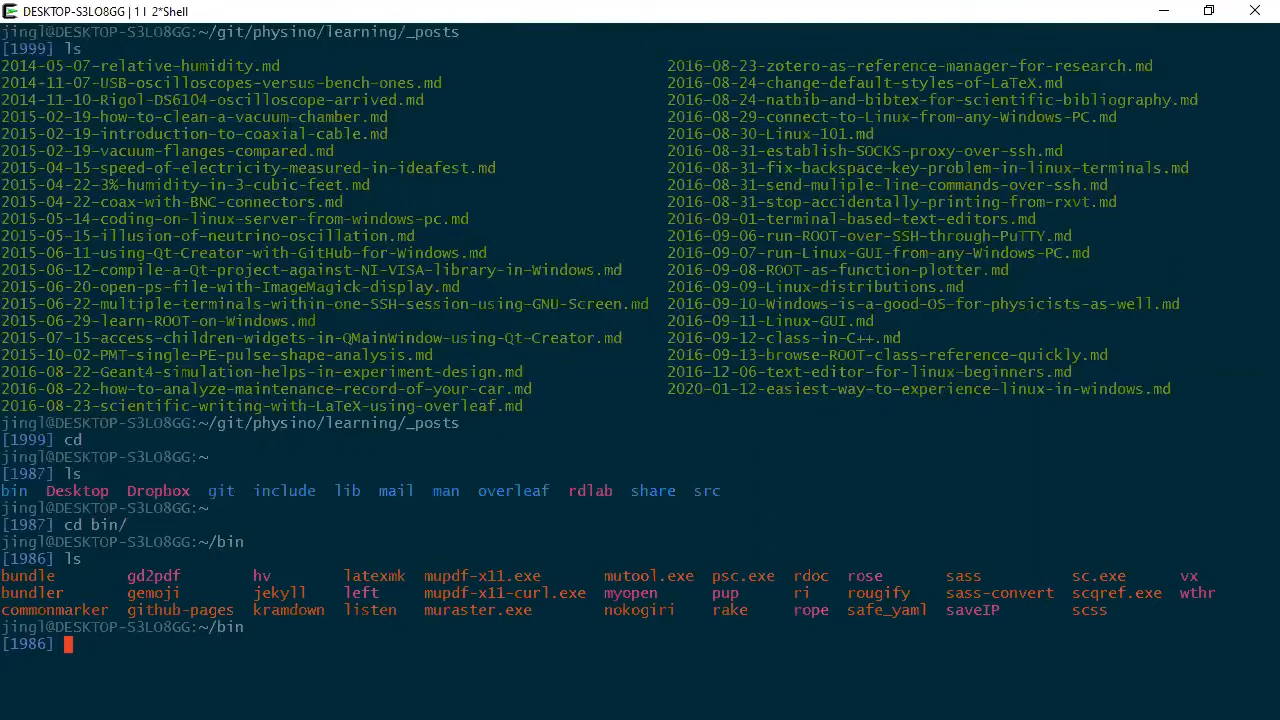 DESKTOP-S3LO8GG | 1 | 2*Shell
jingl@DESKTOP-S3LO8GG:~/git/physino/learning/_posts
[1999] ls
2014-05-07-relative-humidity.md 2016-08-23-zotero-as-reference-manager-for-research.md
2014-11-07-USB-oscilloscopes-versus-bench-ones.md 2016-08-24-change-default-styles-of-LaTeX.md
2014-11-10-Rigol-DS6104-oscilloscope-arrived.md 2016-08-24-natbib-and-bibtex-for-scientific-bibliography.md
2015-02-19-how-to-clean-a-vacuum-chamber.md 2016-08-29-connect-to-Linux-from-any-Windows-PC.md
2015-02-19-introduction-to-coaxial-cable.md 2016-08-30-Linux-101.md
2015-02-19-vacuum-flanges-compared.md 2016-08-31-establish-SOCKS-proxy-over-ssh.md
2015-04-15-speed-of-electricity-measured-in-ideafest.md 2016-08-31-fix-backspace-key-problem-in-linux-terminals.md
2015-04-22-3%-humidity-in-3-cubic-feet.md 2016-08-31-send-muliple-line-commands-over-ssh.md
2015-04-22-coax-with-BNC-connectors.md 2016-08-31-stop-accidentally-printing-from-rxvt.md
2015-05-14-coding-on-linux-server-from-windows-pc.md 2016-09-01-terminal-based-text-editors.md
2015-05-15-illusion-of-neutrino-oscillation.md 2016-09-06-run-ROOT-over-SSH-through-PuTTY.md
2015-06-11-using-Qt-Creator-with-GitHub-for-Windows.md 2016-09-07-run-Linux-GUI-from-any-Windows-PC.md
2015-06-12-compile-a-Qt-project-against-NI-VISA-library-in-Windows.md 2016-09-08-ROOT-as-function-plotter.md
2015-06-20-open-ps-file-with-ImageMagick-display.md 2016-09-09-Linux-distributions.md
2015-06-22-multiple-terminals-within-one-SSH-session-using-GNU-Screen.md 2016-09-10-Windows-is-a-good-OS-for-physicists-as-well.md
2015-06-29-learn-ROOT-on-Windows.md 2016-09-11-Linux-GUI.md
2015-07-15-access-children-widgets-in-QMainWindow-using-Qt-Creator.md 2016-09-12-class-in-C++.md
2015-10-02-PMT-single-PE-pulse-shape-analysis.md 2016-09-13-browse-ROOT-class-reference-quickly.md
2016-08-22-Geant4-simulation-helps-in-experiment-design.md 2016-12-06-text-editor-for-linux-beginners.md
2016-08-22-how-to-analyze-maintenance-record-of-your-car.md 2020-01-12-easiest-way-to-experience-linux-in-windows.md
2016-08-23-scientific-writing-with-LaTeX-using-overleaf.md
jingl@DESKTOP-S3LO8GG:~/git/physino/learning/_posts
[1999] cd
jingl@DESKTOP-S3LO8GG:~
[1987] ls
bin Desktop Dropbox git include lib mail man overleaf rdlab share src
jingl@DESKTOP-S3LO8GG:~
[1987] cd bin/
jingl@DESKTOP-S3LO8GG:~/bin
[1986] ls
bundle gd2pdf hv latexmk mupdf-x11.exe mutool.exe psc.exe rdoc rose sass sc.exe vx
bundler gemoji jekyll left mupdf-x11-curl.exe myopen pup ri rougify sass-convert scqref.exe wthr
commonmarker github-pages kramdown listen muraster.exe nokogiri rake rope safe_yaml saveIP scss
jingl@DESKTOP-S3LO8GG:~/bin
[1986]